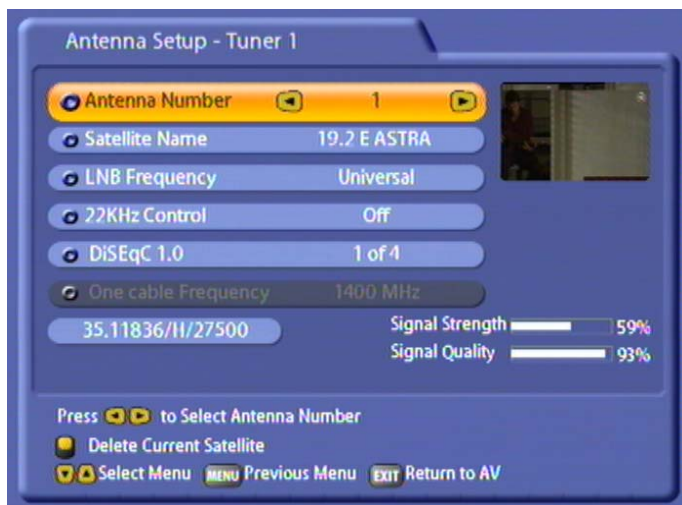 Antenna Setup - Tuner 1
Antenna Number 1
Satellite Name 19.2 E ASTRA
LNB Frequency Universal
22KHz Control Off
DiSEqC 1.0 1 of 4
One cable Frequency 1400 MHz
35.11836/H/27500
Signal Strength 59%
Signal Quality 93%
Press to Select Antenna Number
Delete Current Satellite
Select Menu MENU Previous Menu EXIT Return to AV